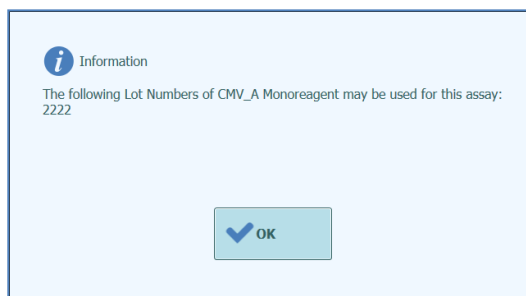 Information
The following Lot Numbers of CMV_A Monoreagent may be used for this assay:
2222
OK